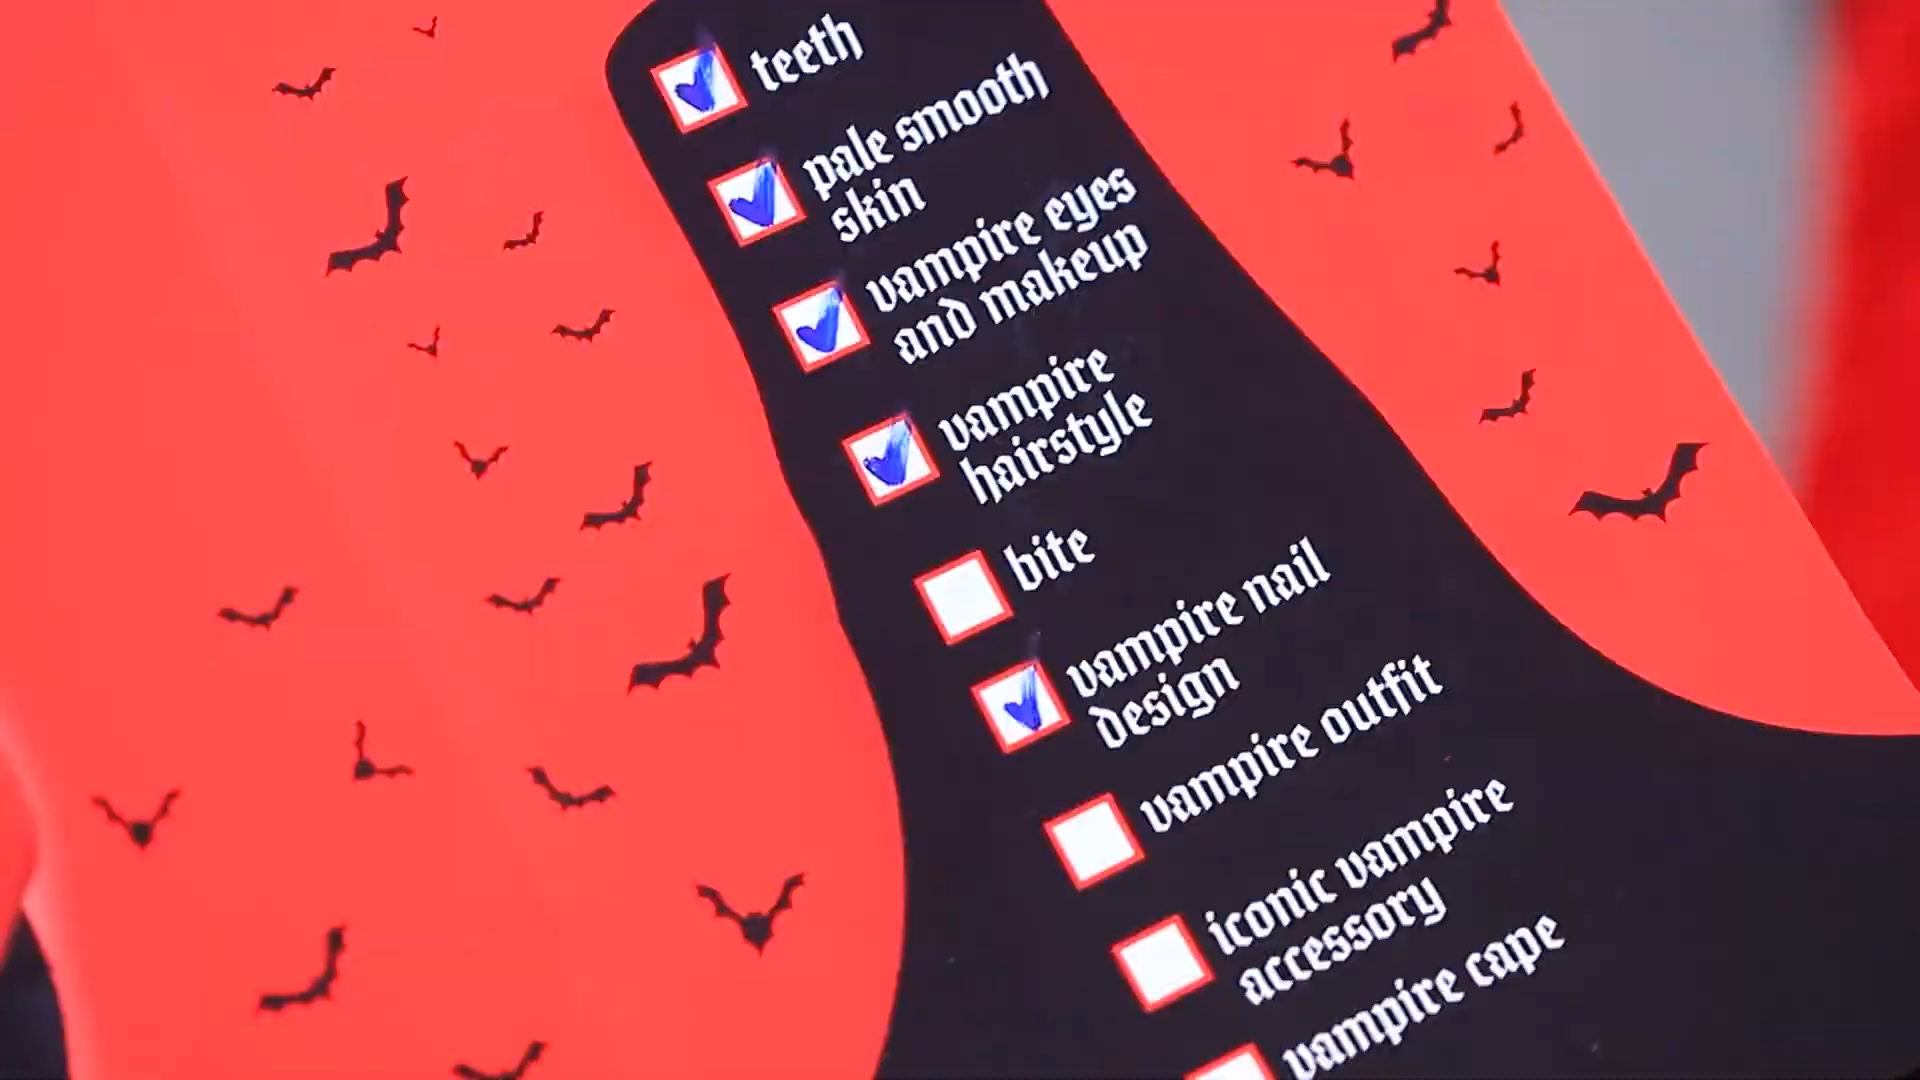 teeth
pale smooth
skin
vampire eyes
and makeup
vampire
hairstyle
bite
vampire nail
design
vampire outfit
iconic vampire
accessory
vampire cape